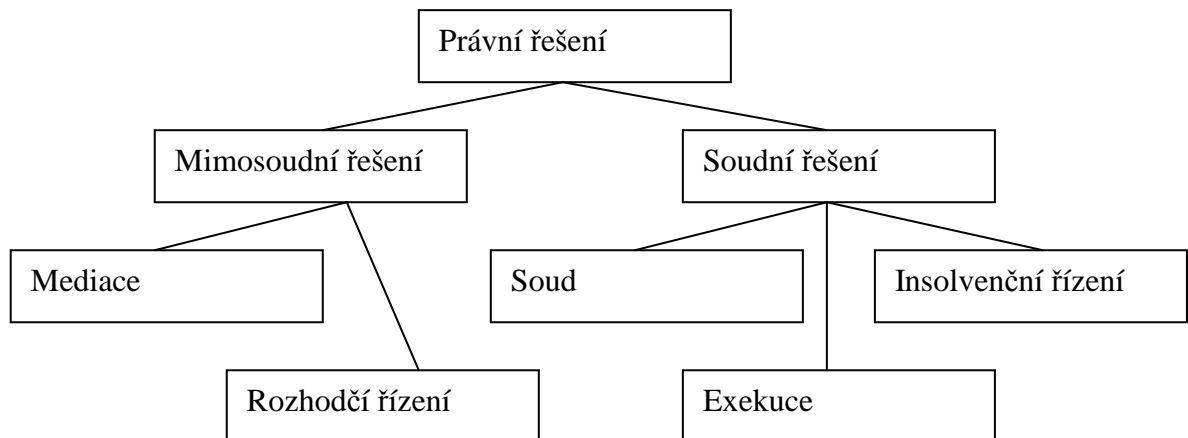 Právní řešení
Mimosoudní řešení
Soudní řešení
Mediace
Soud
Insolvenční řízení
Rozhodčí řízení
Exekuce